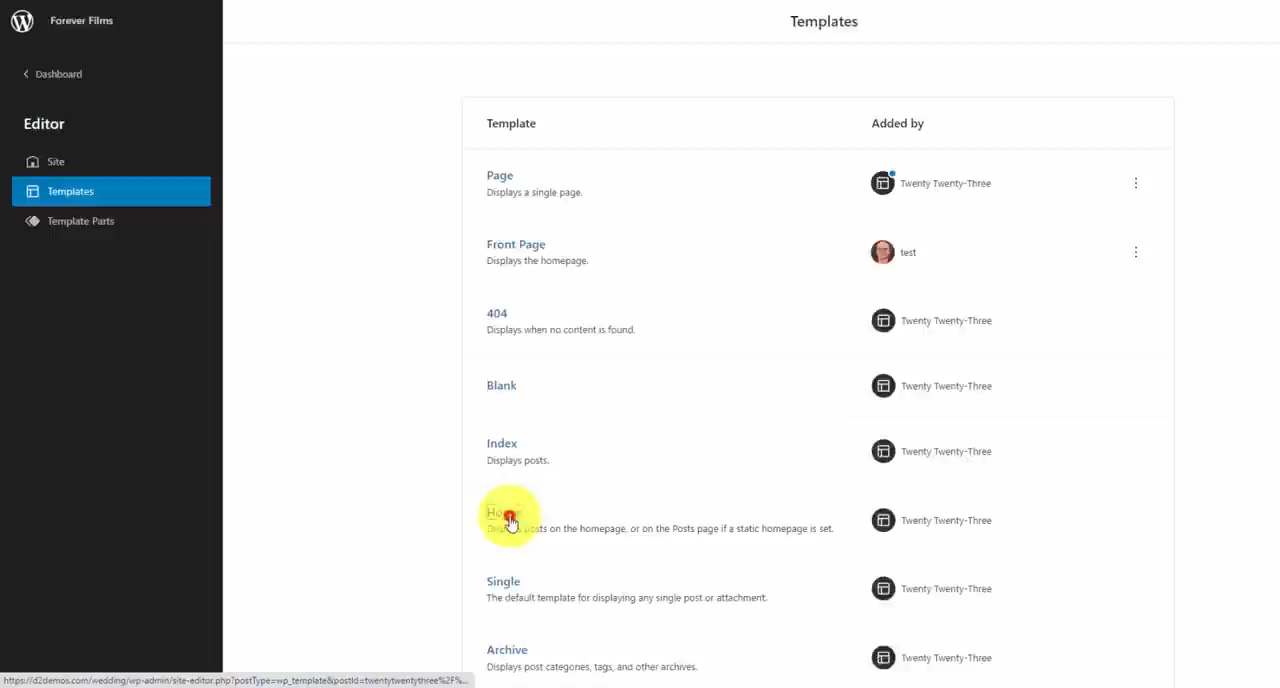 Forever Films
Templates
Dashboard
Editor
Site
Templates
Template Parts
Template
Added by
Page
Displays a single page.
Twenty Twenty-Three
Front Page
Displays the homepage.
test
404
Displays when no content is found.
Twenty Twenty-Three
Blank
Twenty Twenty-Three
Index
Displays posts.
Twenty Twenty-Three
posts on the homepage, or on the Posts page if a static homepage is set.
Twenty Twenty-Three
Single
The default template for displaying any single post or attachment.
Twenty Twenty-Three
Archive
Displays post categories, tags, and other archives.
Twenty Twenty-Three
https://d2demos.com/wedding/wp-admin/site-editor.php?postType=wp_template&postId=twentytwentythree%2F%...